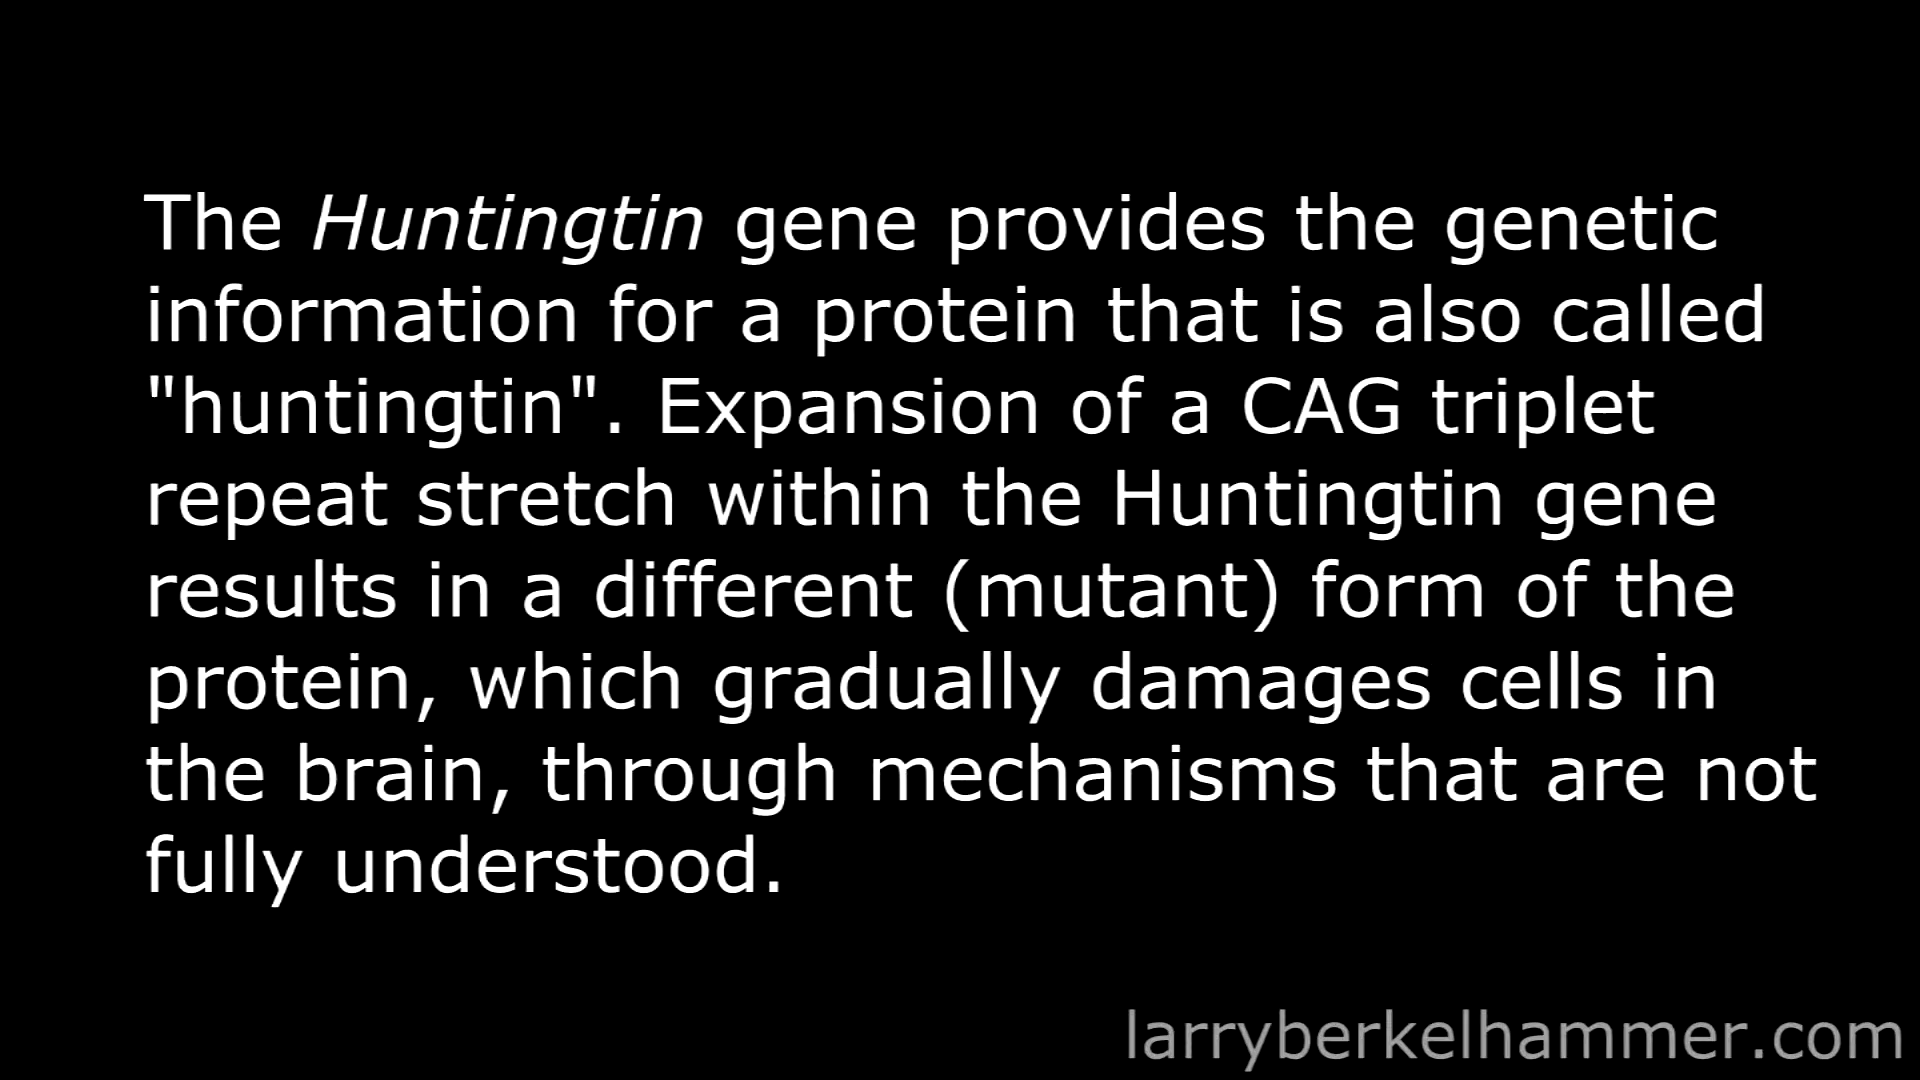 The Huntingtin gene provides the genetic
information for a protein that is also called
"huntingtin". Expansion of a CAG triplet
repeat stretch within the Huntingtin gene
results in a different (mutant) form of the
protein, which gradually damages cells in
the brain, through mechanisms that are not
fully understood.
larryberkelhammer.com